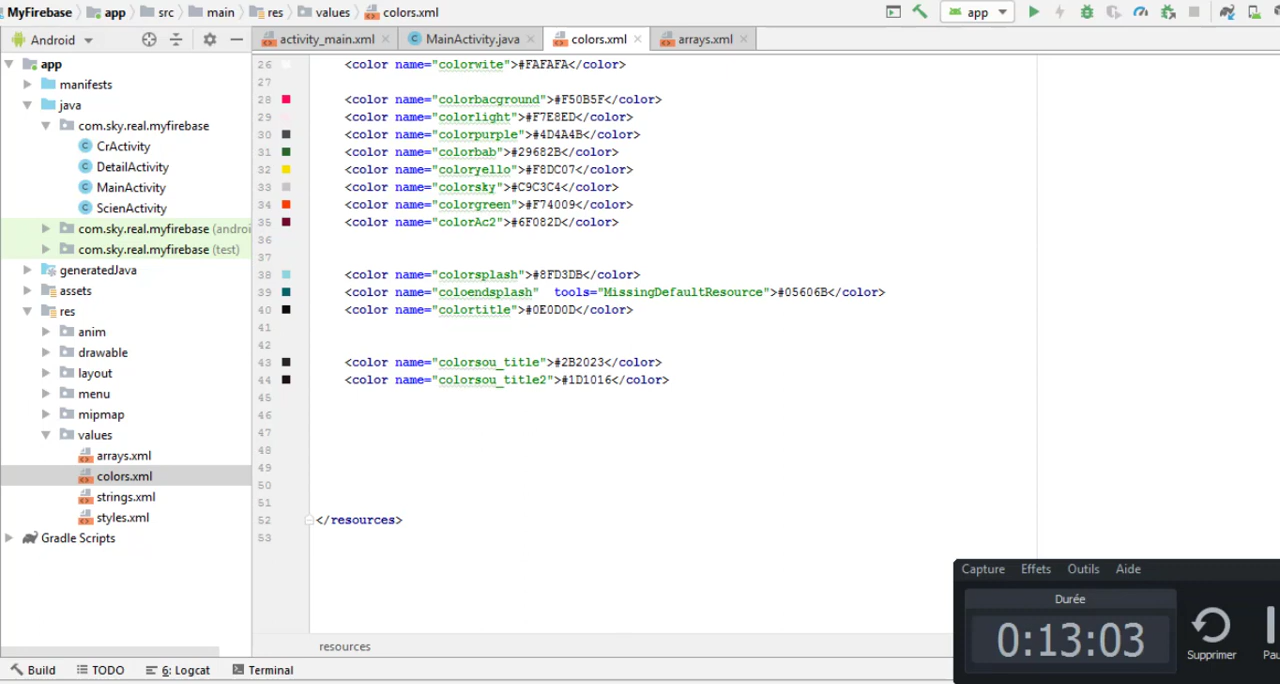 MyFirebase app src main res values colors.xml
app
Android
activity_main.xml MainActivity.java colors.xml arrays.xml
app
manifests
java
com.sky.real.myfirebase
CrActivity
DetailActivity
MainActivity
ScienActivity
com.sky.real.myfirebase (androi
com.sky.real.myfirebase (test)
generatedJava
assets
res
anim
drawable
layout
menu
mipmap
values
arrays.xml
colors.xml
strings.xml
styles.xml
Gradle Scripts
26 <color name="colorwite">#FAFAFA</color>
27
28 <color name="colorbacground">#F50B5F</color>
29 <color name="colorlight">#F7E8ED</color>
30 <color name="colorpurple">#4D4A4B</color>
31 <color name="colorbab">#29682B</color>
32 <color name="coloryello">#F8DC07</color>
33 <color name="colorsky">#C9C3C4</color>
34 <color name="colorgreen">#F74009</color>
35 <color name="colorAc2">#6F082D</color>
36
37
38 <color name="colorsplash">#8FD3DB</color>
39 <color name="coloendsplash" tools="MissingDefaultResource">#05606B</color>
40 <color name="colortitle">#0E0D0D</color>
41
42
43 <color name="colorsou_title">#2B2023</color>
44 <color name="colorsou_title2">#1D1016</color>
45
46
47
48
49
50
51
52 </resources>
53
resources
Capture Effets Outils Aide
Durée
0:13:03
Supprimer
Pau
Build TODO 6: Logcat Terminal